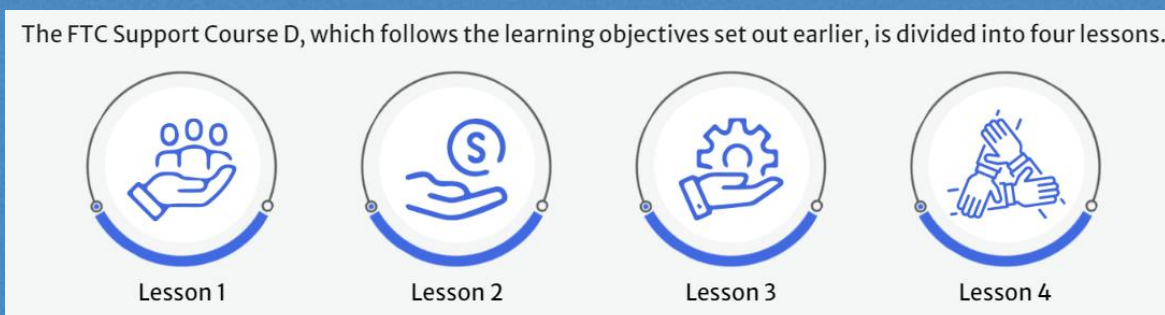 The FTC Support Course D, which follows the learning objectives set out earlier, is divided into four lessons.
S
Lesson 1
Lesson 2
Lesson 3
Lesson 4